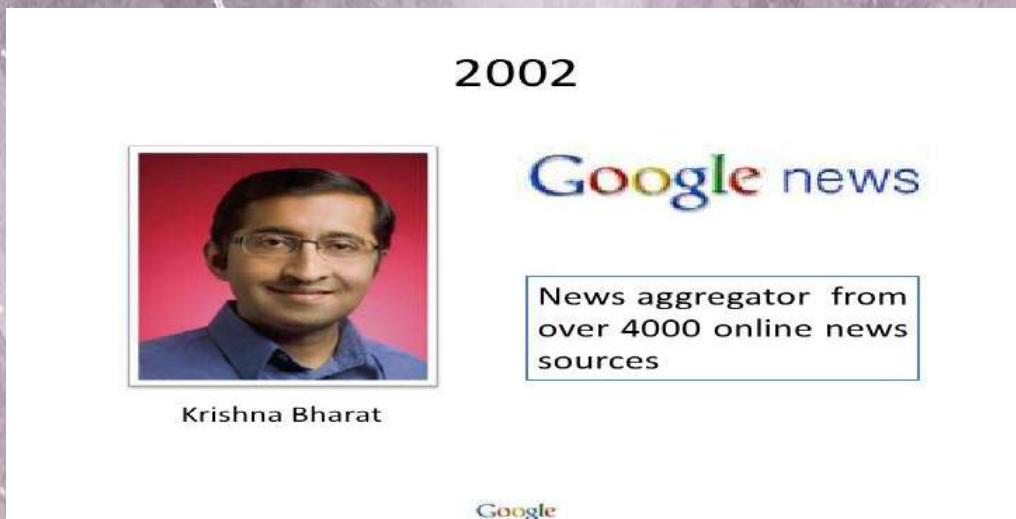 2002
Google news
News aggregator from
over 4000 online news
sources
Krishna Bharat
Google